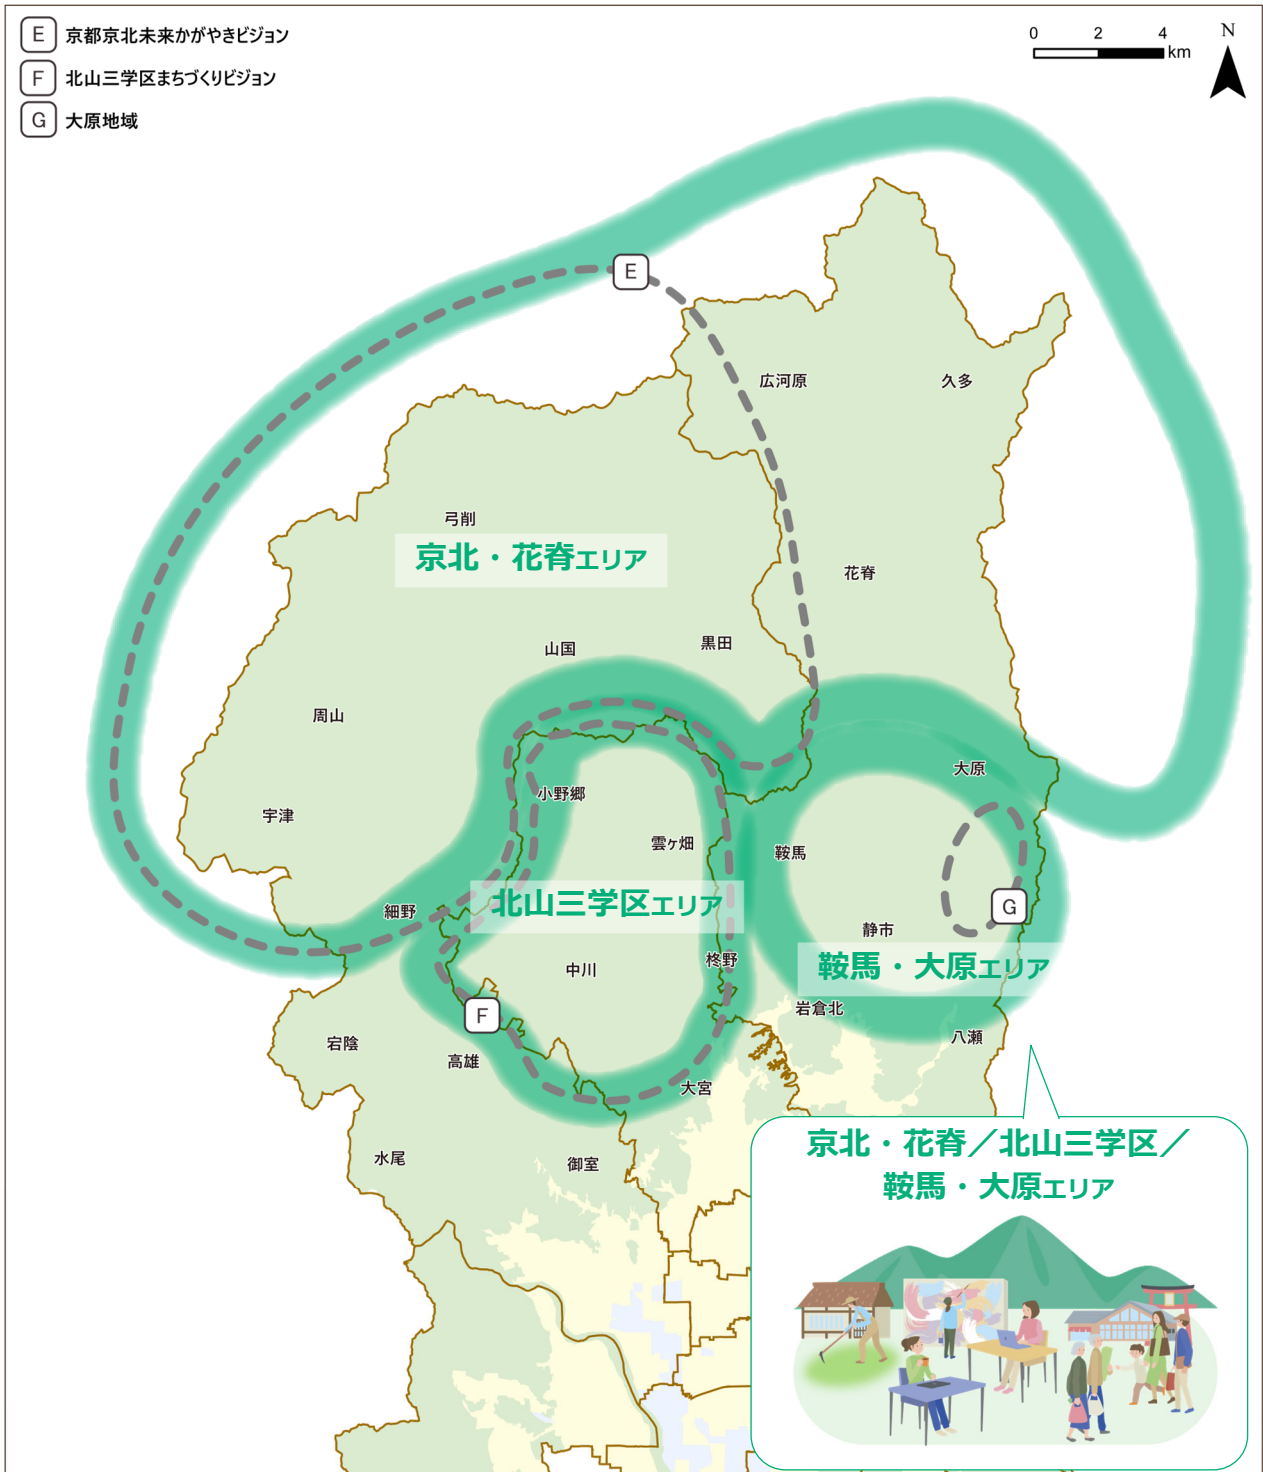 E 京都京北未来かがやきビジョン
F 北山三学区まちづくりビジョン
G 大原地域
0 2 4
km
N
E
広河原
久多
弓削
京北・花脊エリア
花脊
山国
黒田
周山
大原
小野郷
宇津
雲ヶ畑
鞍馬
北山三学区エリア
G
細野
静市
柊野
中川
鞍馬・大原エリア
岩倉北
F
八瀬
宕陰
高雄
大宮
水尾
御室
京北・花脊／北山三学区／
鞍馬・大原エリア